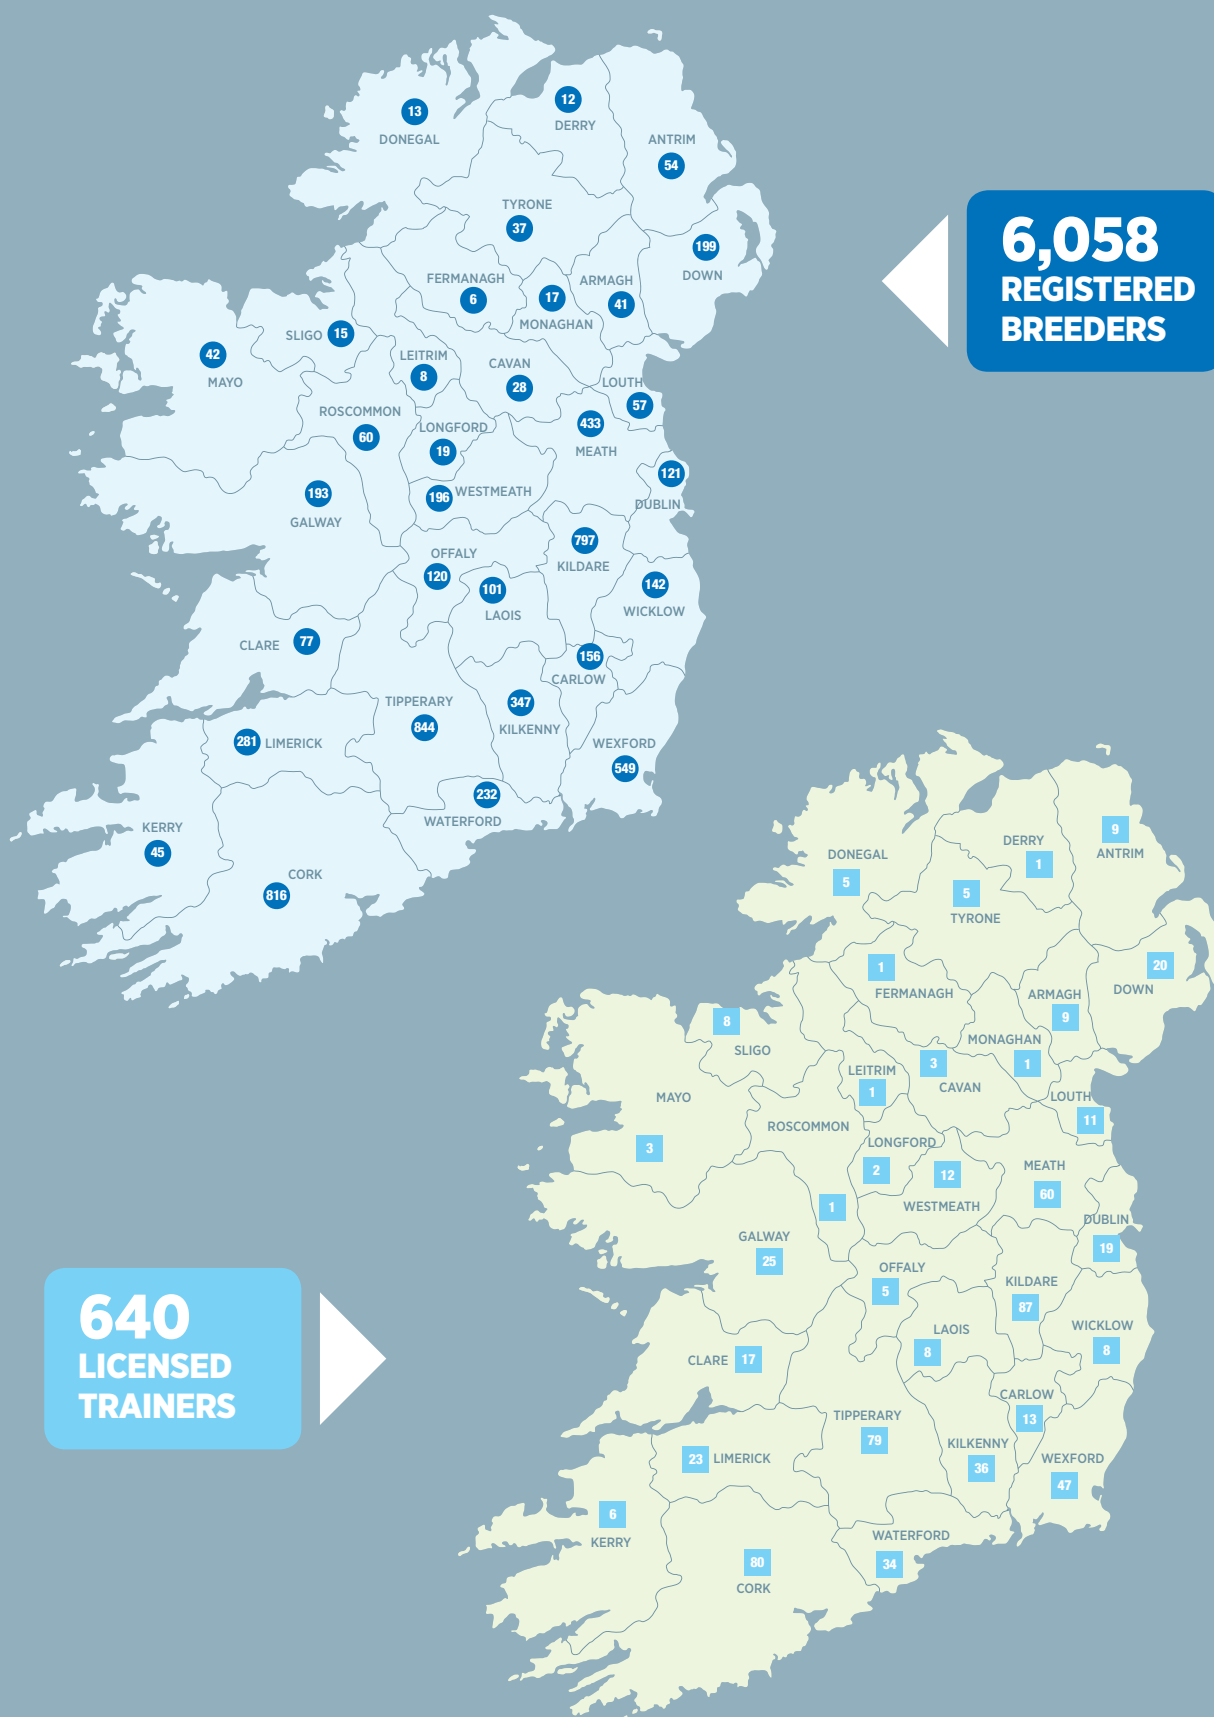 13
DONEGAL
12
DERRY
ANTRIM
54
TYRONE
37
199
DOWN
FERMANAGH
6
17
MONAGHAN
ARMAGH
41
SLIGO 15
42
MAYO
LEITRIM
8
CAVAN
28
LOUTH
57
ROSCOMMON
60
LONGFORD
19
433
MEATH
193
GALWAY
196 WESTMEATH
121
DUBLIN
OFFALY
120
797
KILDARE
101
LAOIS
142
WICKLOW
CLARE 77
156
CARLOW
TIPPERARY
844
347
KILKENNY
281 LIMERICK
WEXFORD
549
232
WATERFORD
KERRY
45
CORK
816
6,058
REGISTERED
BREEDERS
640
LICENSED
TRAINERS
DONEGAL
5
DERRY
1
9
ANTRIM
5
TYRONE
1
FERMANAGH
20
DOWN
ARMAGH
9
8
SLIGO
MONAGHAN
1
3
CAVAN
LEITRIM
1
MAYO
3
LOUTH
11
ROSCOMMON
1
LONGFORD
2
12
WESTMEATH
MEATH
60
DUBLIN
19
GALWAY
25
OFFALY
5
KILDARE
87
LAOIS
8
WICKLOW
8
CLARE 17
CARLOW
13
TIPPERARY
79
KILKENNY
36
23 LIMERICK
WEXFORD
47
6
KERRY
WATERFORD
34
80
CORK